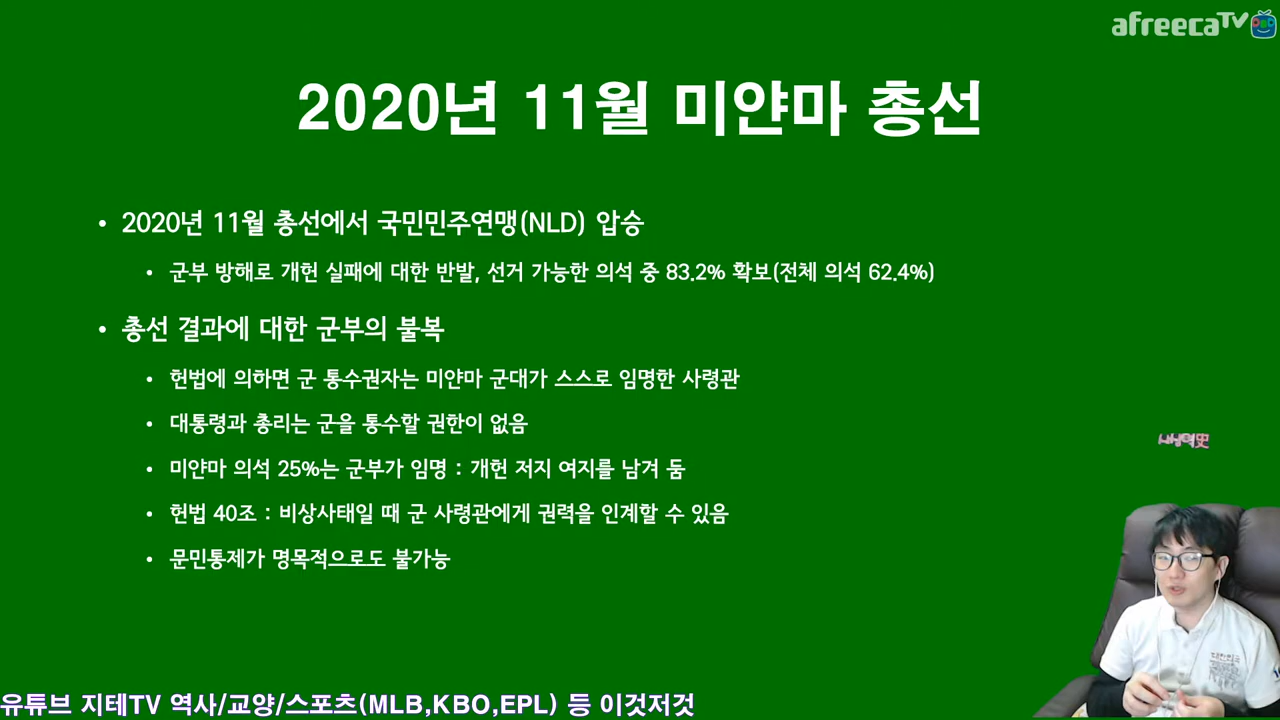 afreecaTV
2020년 11월 미얀마 총선
• 2020년 11월 총선에서 국민민주연맹(NLD) 압승
• 군부 방해로 개헌 실패에 대한 반발, 선거 가능한 의석 중 83.2% 확보(전체 의석 62.4%)
• 총선 결과에 대한 군부의 불복
• 헌법에 의하면 군 통수권자는 미얀마 군대가 스스로 임명한 사령관
• 대통령과 총리는 군을 통수할 권한이 없음
• 미얀마 의석 25%는 군부가 임명 : 개헌 저지 여지를 남겨 둠
• 헌법 40조 : 비상사태일 때 군 사령관에게 권력을 인계할 수 있음
• 문민통제가 명목적으로도 불가능
유튜브 지테TV 역사/교양/스포츠(MLB,KBO,EPL) 등 이것저것